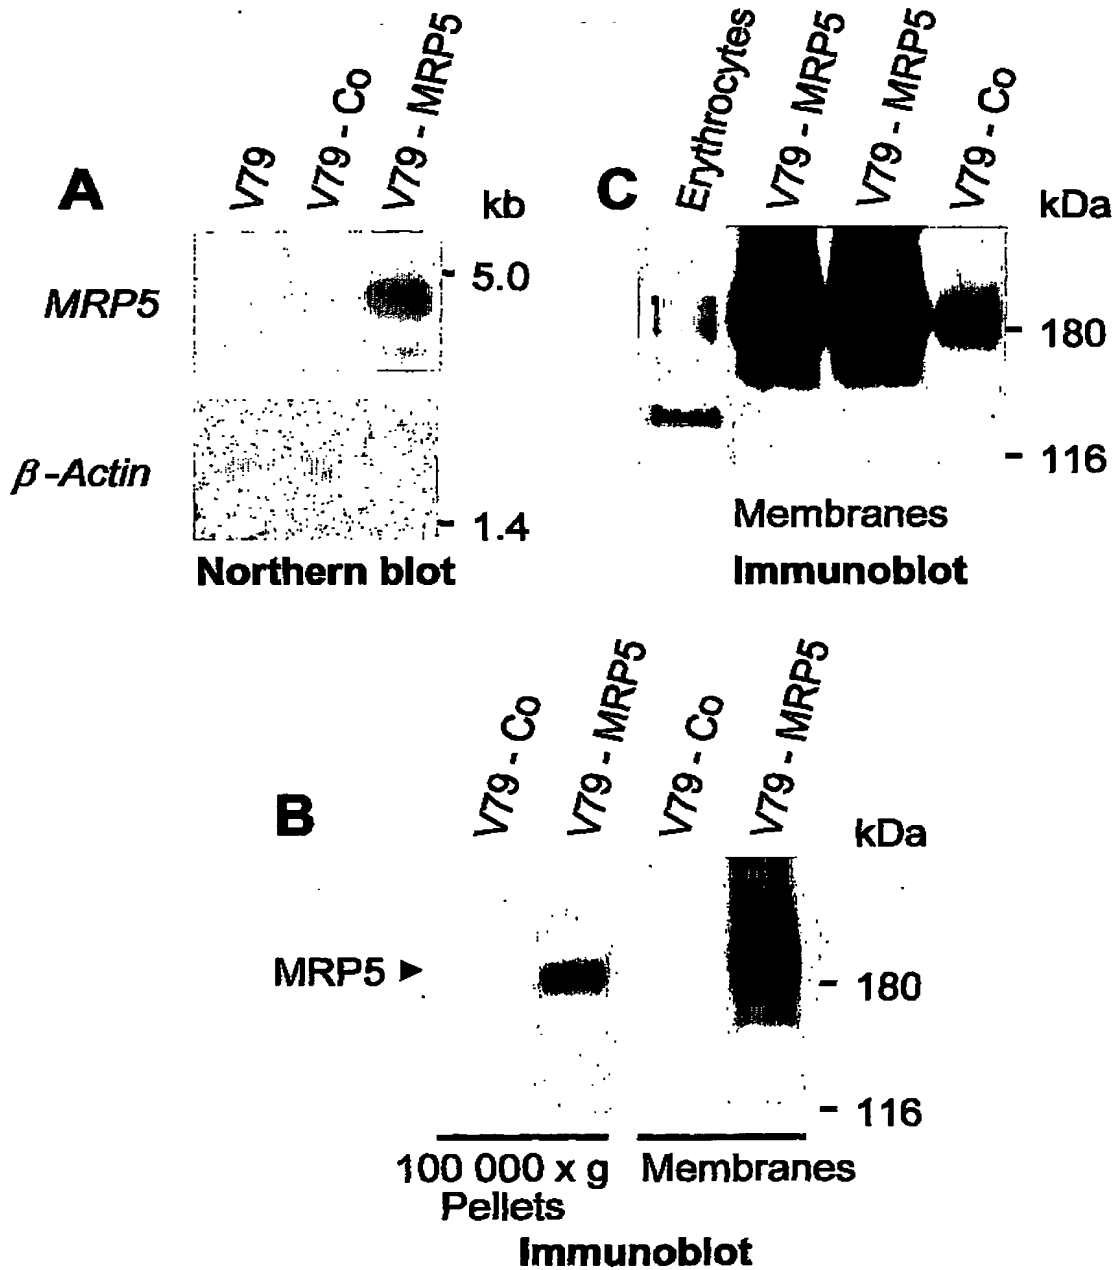 A
V79
V79 - Co
V79 - MRP5
kb
MRP5
5.0
β-Actin
1.4
Northern blot
C
Erythrocytes
V79 - MRP5
V79 - MRP5
V79 - Co
kDa
180
116
Membranes
Immunoblot
B
V79 - Co
V79 - MRP5
V79 - Co
V79 - MRP5
kDa
MRP5
180
116
100 000 x g
Pellets
Membranes
Immunoblot